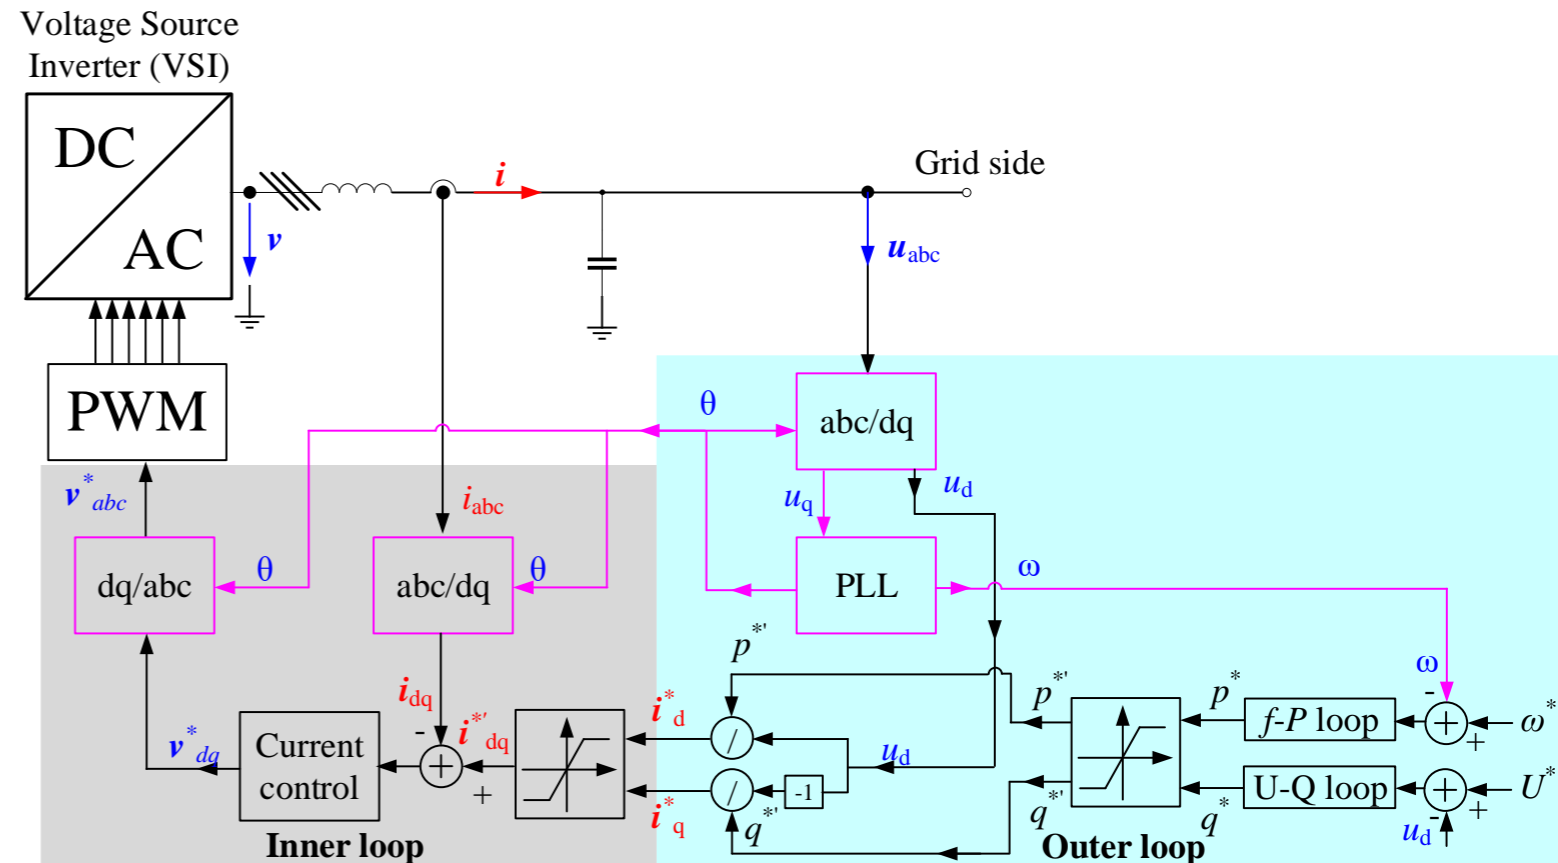 Voltage Source
Inverter (VSI)
DC
AC
v
i
Grid side
u_abc
PWM
θ
abc/dq
v*_abc
i_abc
u_q
u_d
dq/abc
θ
abc/dq
θ
PLL
ω
p*'
ω
i_dq
i*_d
p*'
p*
f-P loop
-
+
+
ω*
v*_dq
Current
control
-
+
+
i*'_dq
/
u_d
/
-1
i*_q
q*'
q*'
q*
U-Q loop
+
-
+
U*
u_d
Inner loop
Outer loop